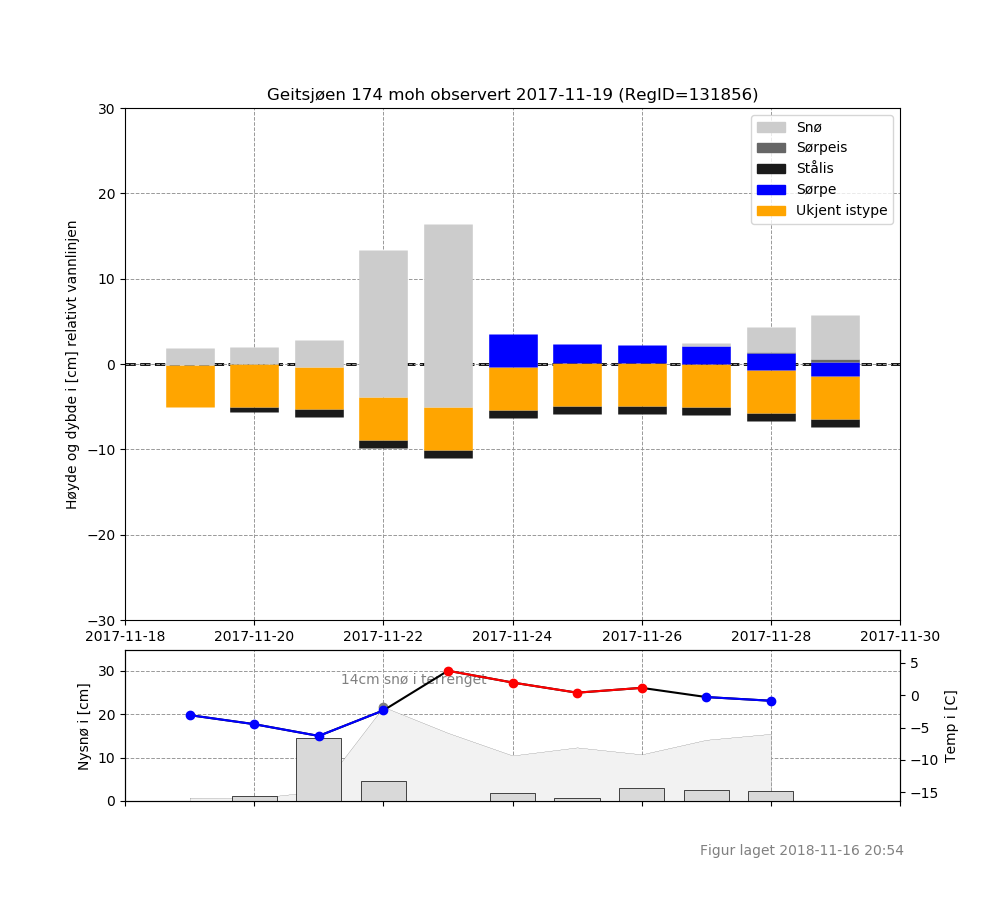 Geitsjøen 174 moh observert 2017-11-19 (RegID=131856)
Snø
Sørpeis
Stålis
Sørpe
Ukjent istype
Høyde og dybde i [cm] relativt vannlinjen
30
20
10
0
−10
−20
−30
2017-11-18 2017-11-20 2017-11-22 2017-11-24 2017-11-26 2017-11-28 2017-11-30
14cm snø i terrenget
Nysnø i [cm]
30
20
10
0
5
0
−5
−10
−15
Temp i [C]
Figur laget 2018-11-16 20:54